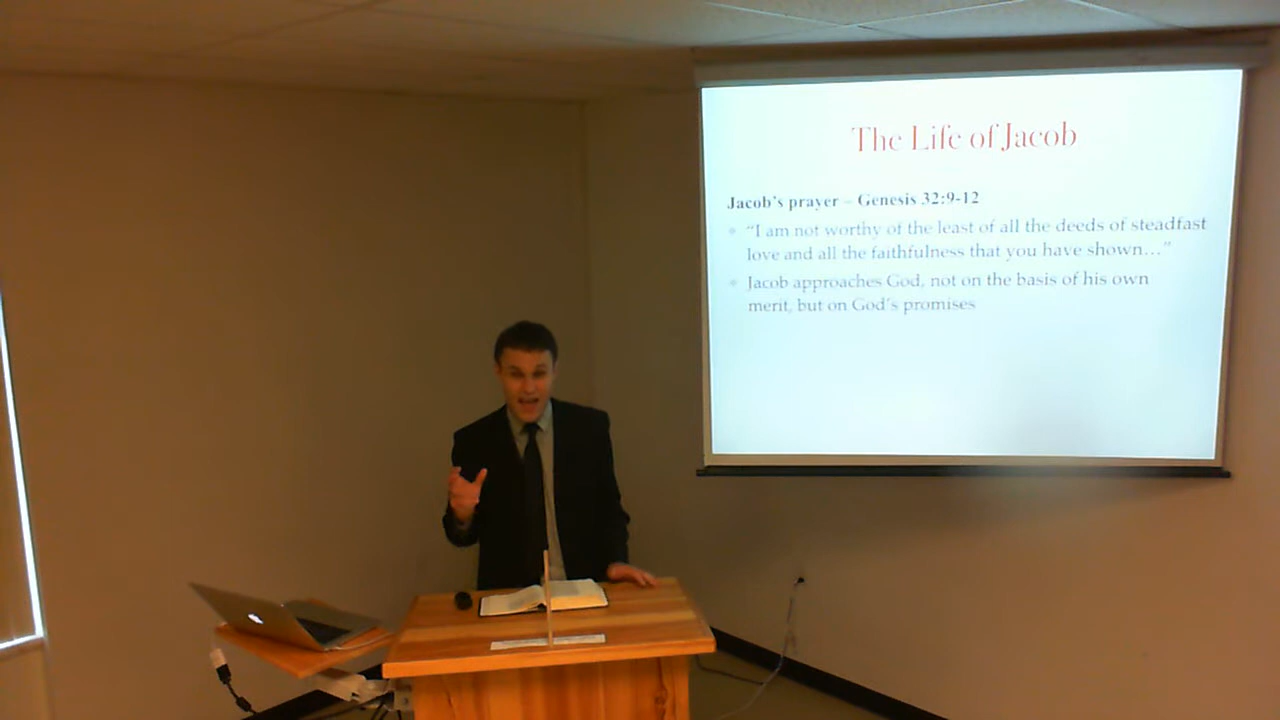 The Life of Jacob
Jacob's prayer – Genesis 32:9-12
• "I am not worthy of the least of all the deeds of steadfast
love and all the faithfulness that you have shown…"
• Jacob approaches God, not on the basis of his own
merit, but on God's promises